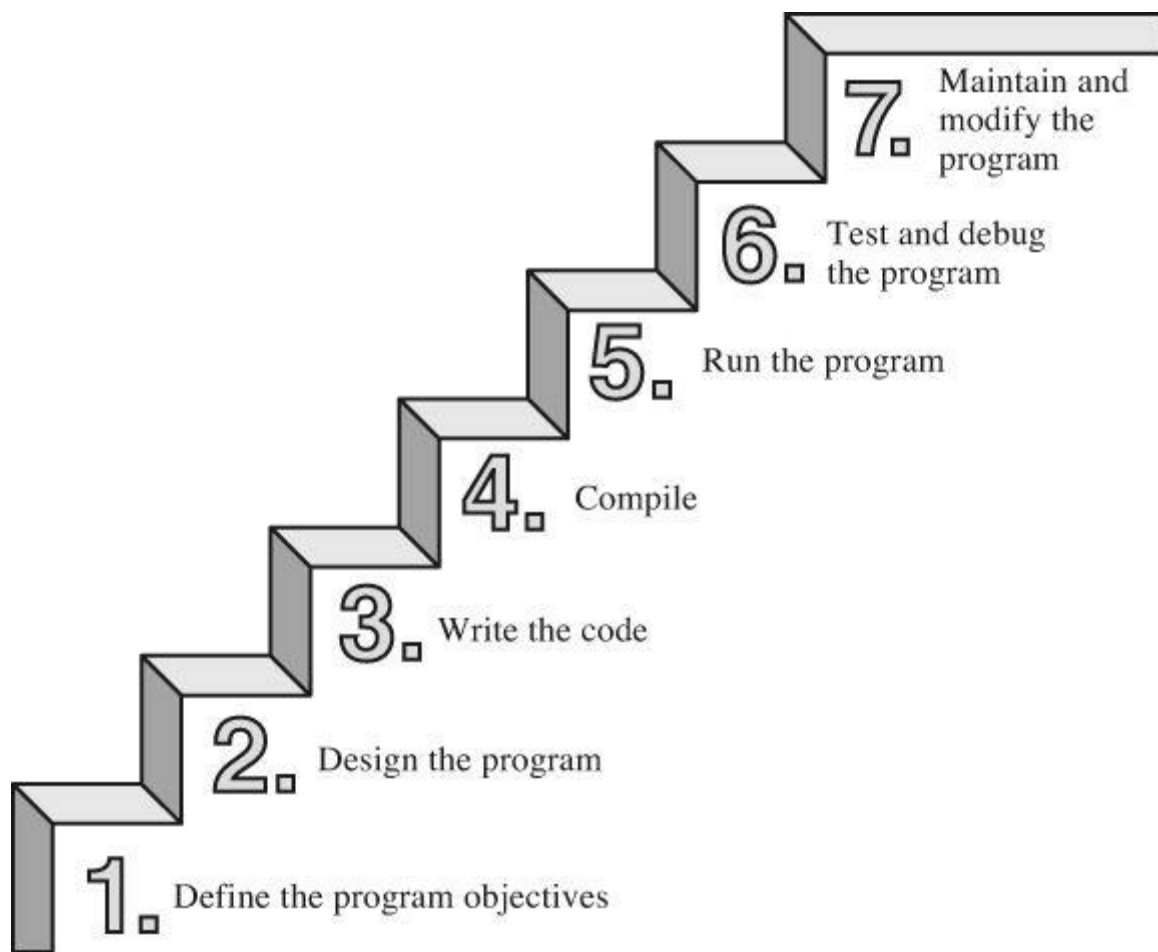 7. Maintain and
modify the
program
6. Test and debug
the program
5. Run the program
4. Compile
3. Write the code
2. Design the program
1. Define the program objectives